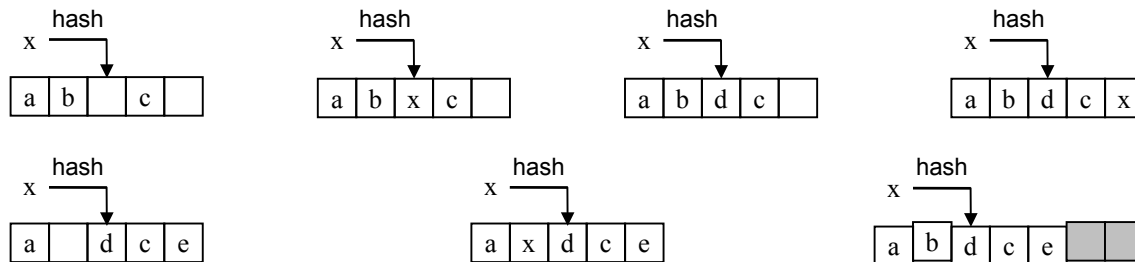 hash hash hash hash
x x x x
a b c a b x c a b d c a b d c x
hash hash hash
x x x
a d c e a x d c e a b d c e